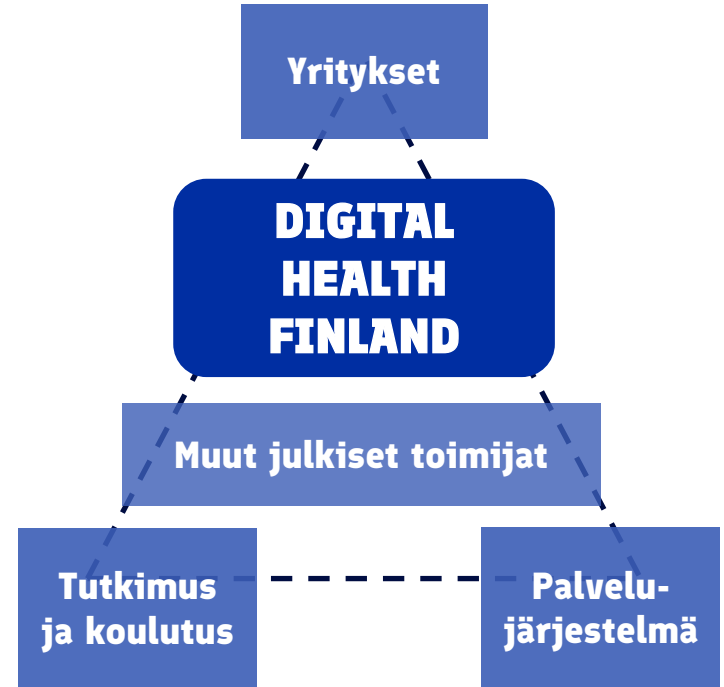 Yritykset
DIGITAL
HEALTH
FINLAND
Muut julkiset toimijat
Tutkimus
ja koulutus
Palvelu-
järjestelmä